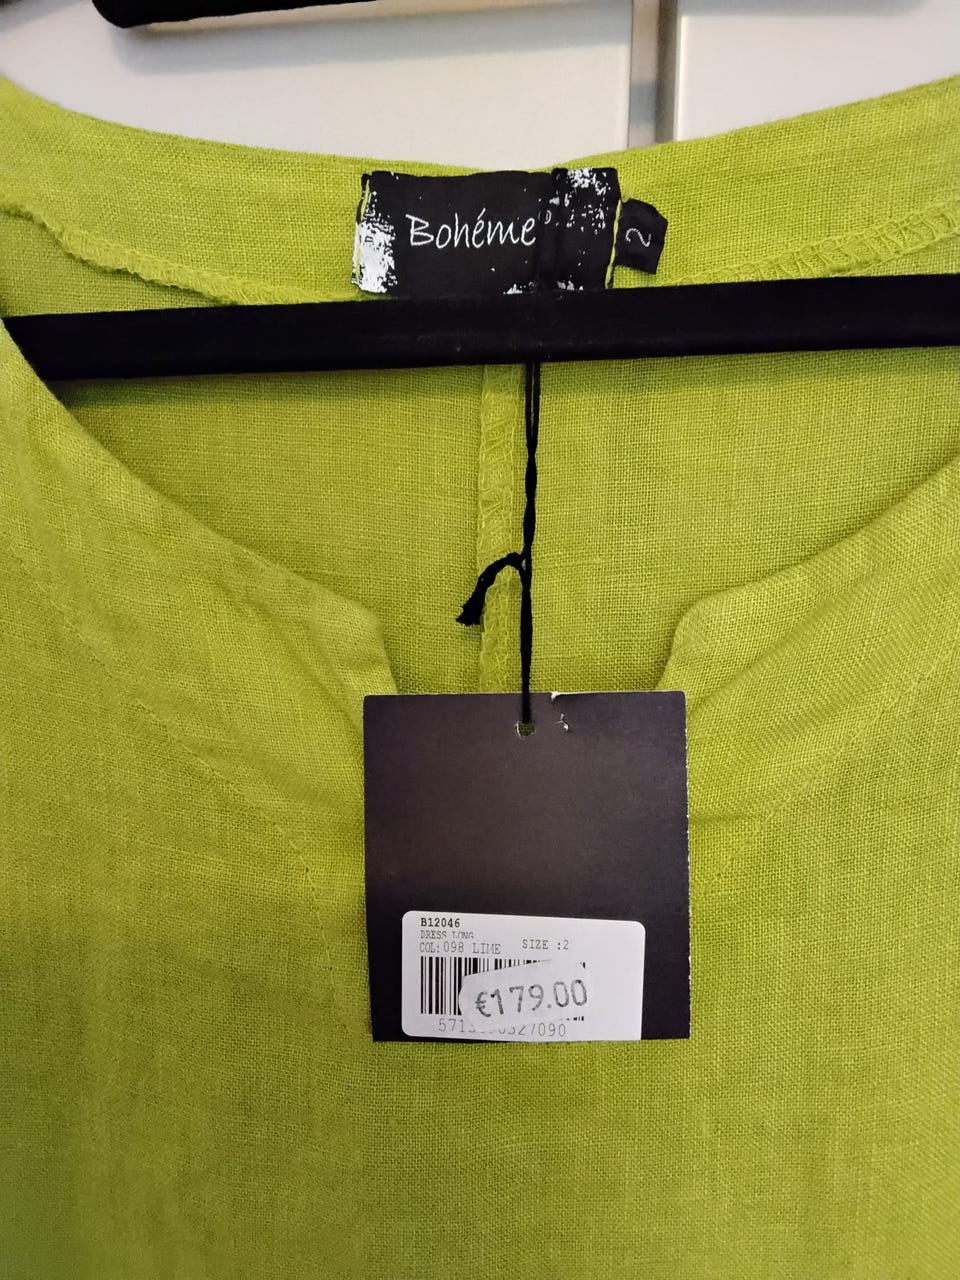 Bohéme
2
B12046
DRESS LONG
COL:098 LIME SIZE :2
€179.00